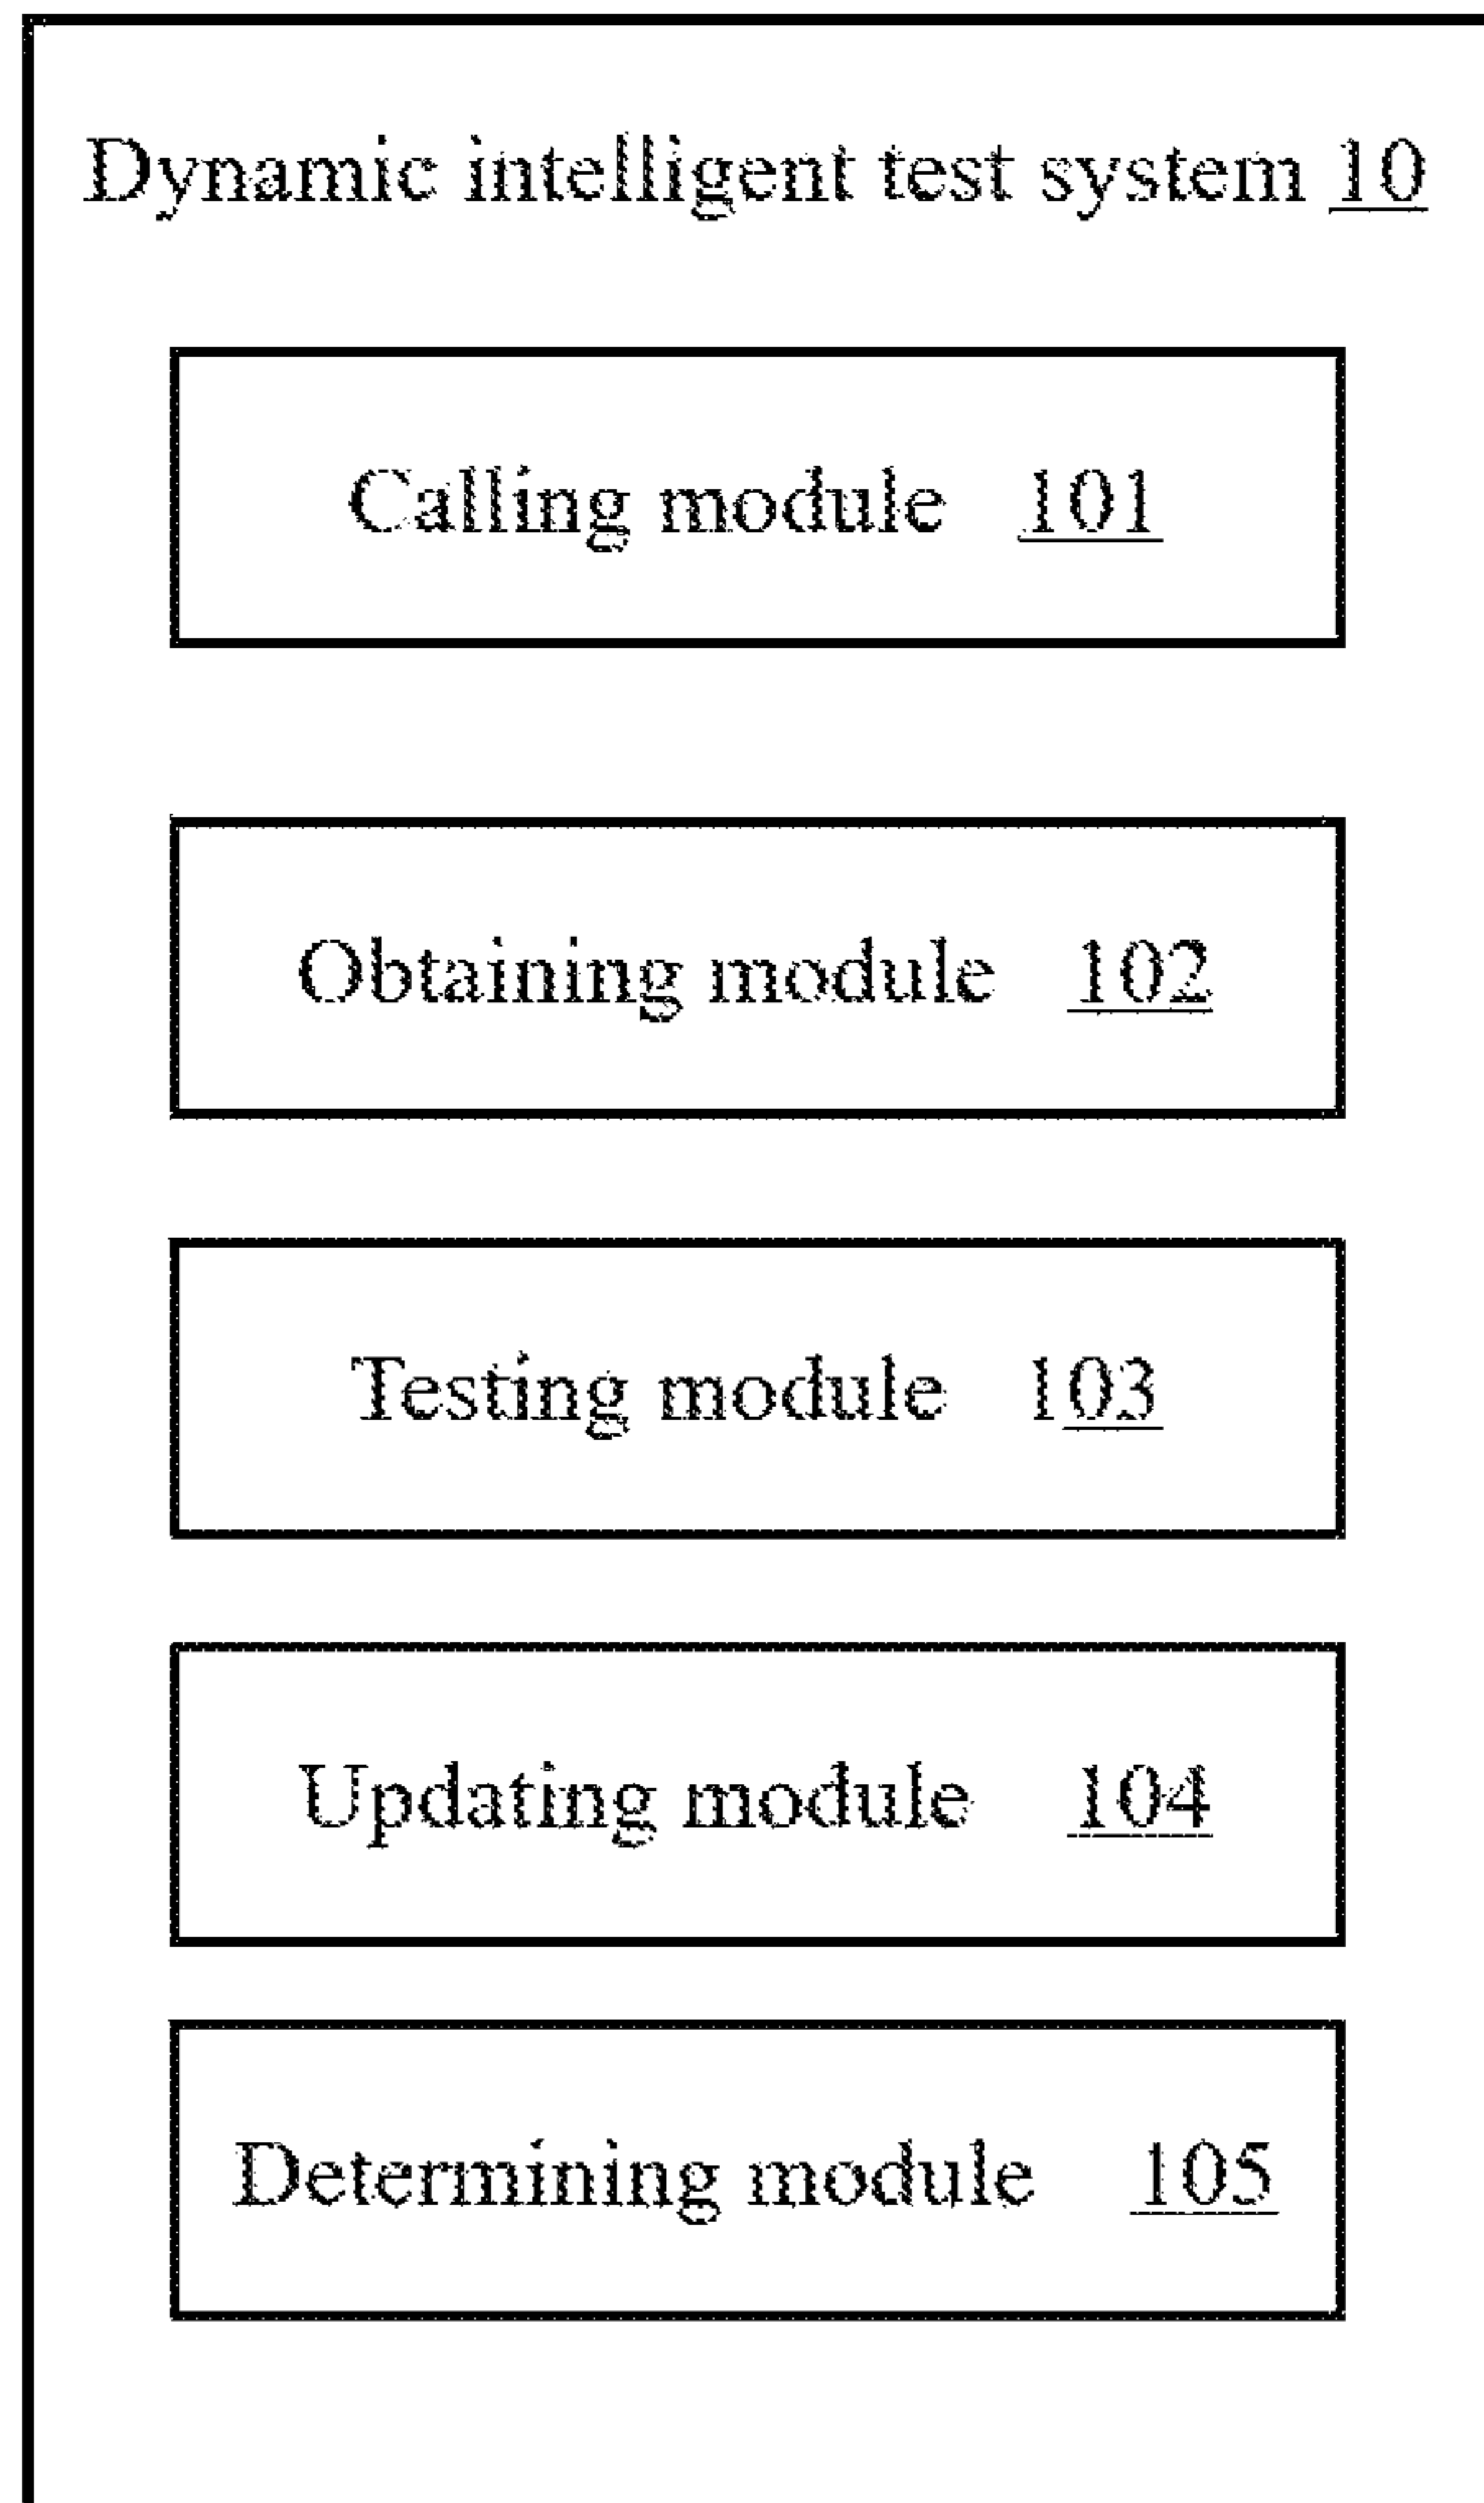 Dynamic intelligent test system 10
Calling module 101
Obtaining module 102
Testing module 103
Updating module 104
Determining module 105